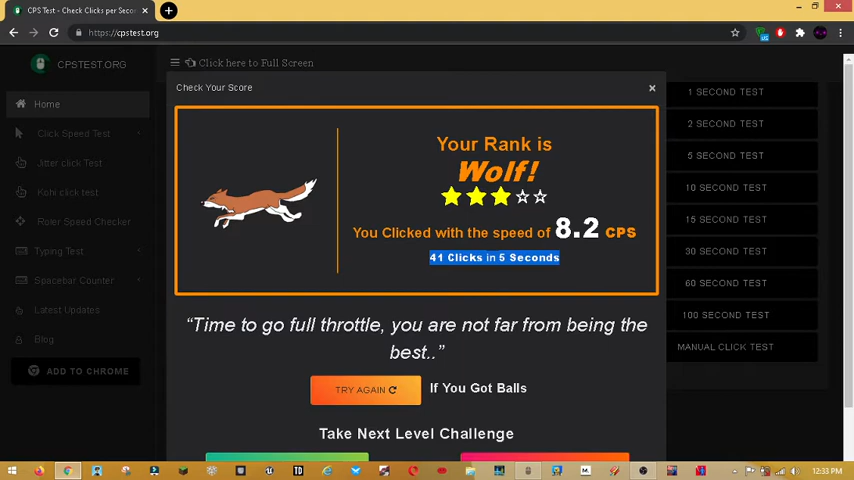 CPS Test - Check Clicks per Secon
https://cpstest.org
CPSTEST.ORG
Click here to Full Screen
Home
Click Speed Test
Jitter click Test
Kohi click test
Roler Speed Checker
Typing Test
Spacebar Counter
Latest Updates
Blog
ADD TO CHROME
Check Your Score
×
Your Rank is
Wolf!
You Clicked with the speed of 8.2 CPS
41 Clicks in 5 Seconds
“Time to go full throttle, you are not far from being the
best..”
TRY AGAIN
If You Got Balls
Take Next Level Challenge
1 SECOND TEST
2 SECOND TEST
5 SECOND TEST
10 SECOND TEST
15 SECOND TEST
30 SECOND TEST
60 SECOND TEST
100 SECOND TEST
MANUAL CLICK TEST
TD
M.
12:33 PM